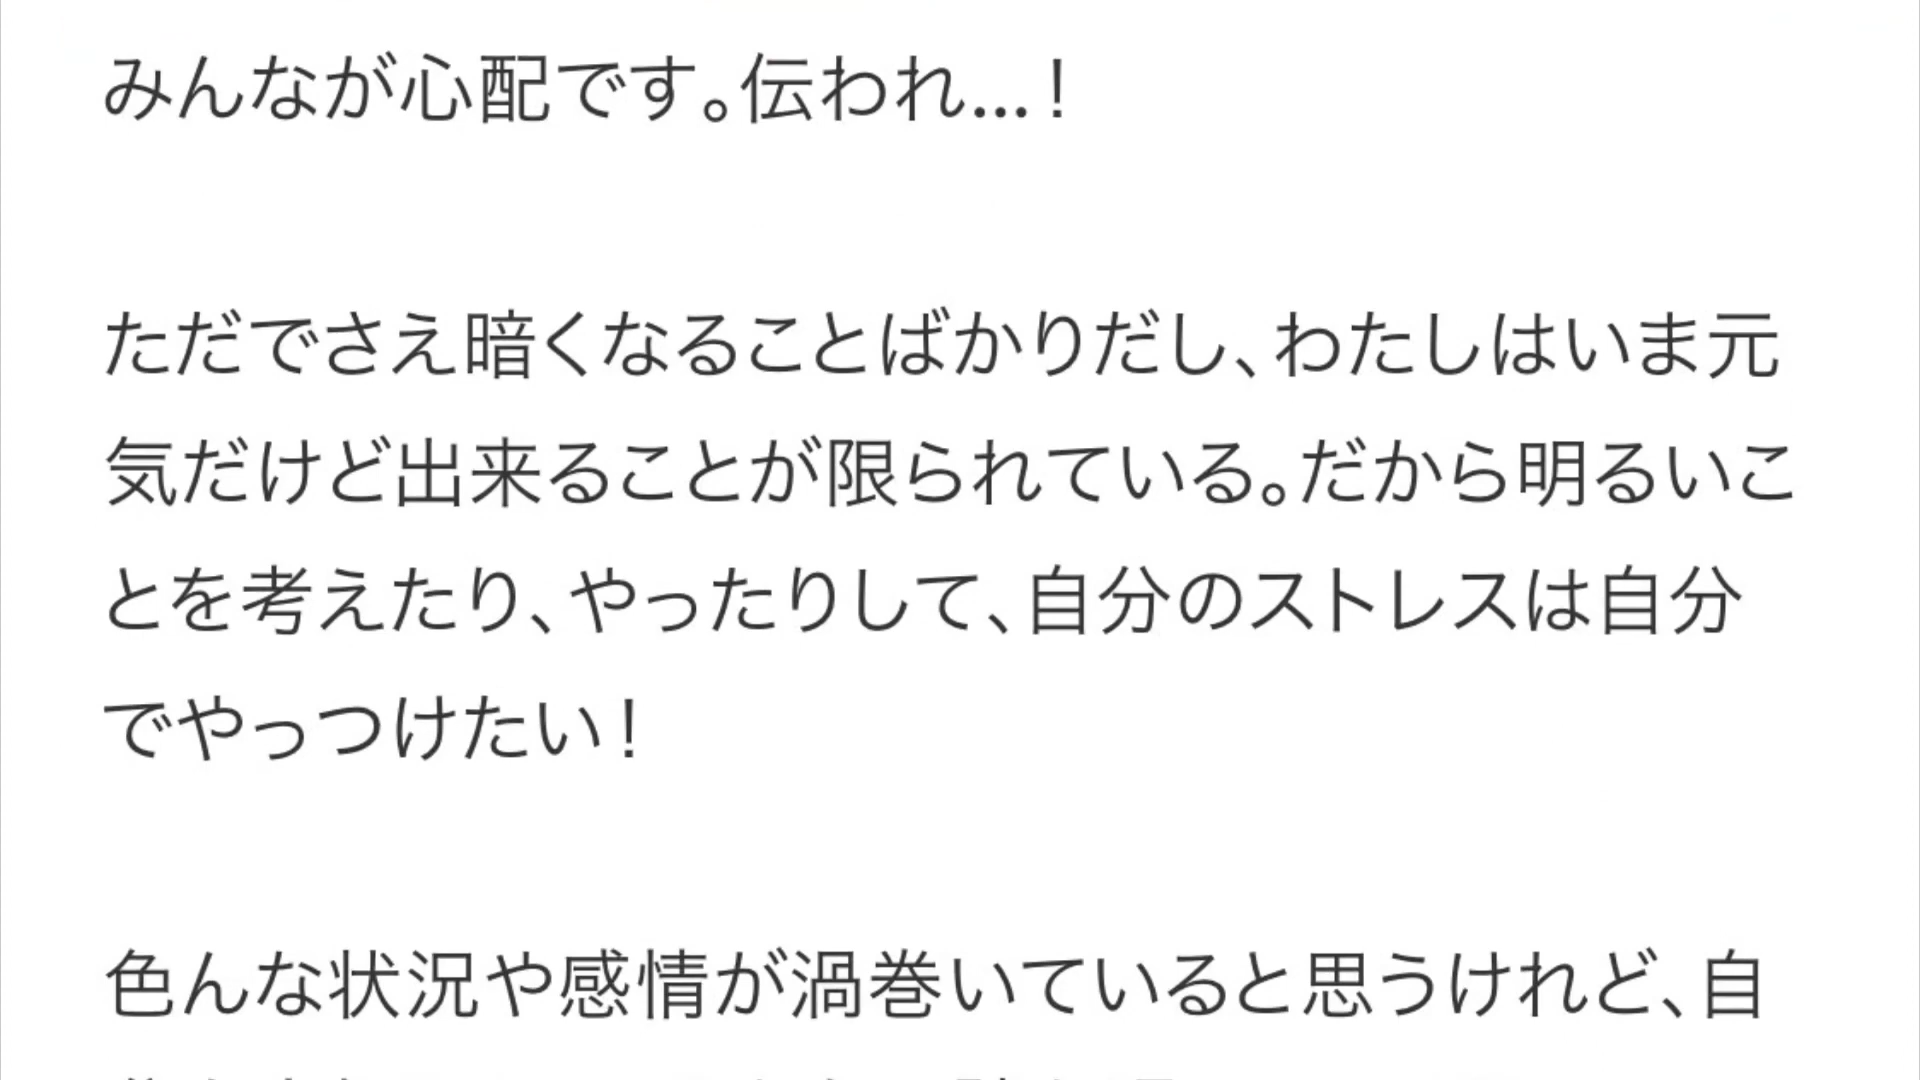 みんなが心配です。伝われ...！
ただでさえ暗くなることばかりだし、わたしはいま元
気だけど出来ることが限られている。だから明るいこ
とを考えたり、やったりして、自分のストレスは自分
でやっつけたい！
色んな状況や感情が渦巻いていると思うけれど、自